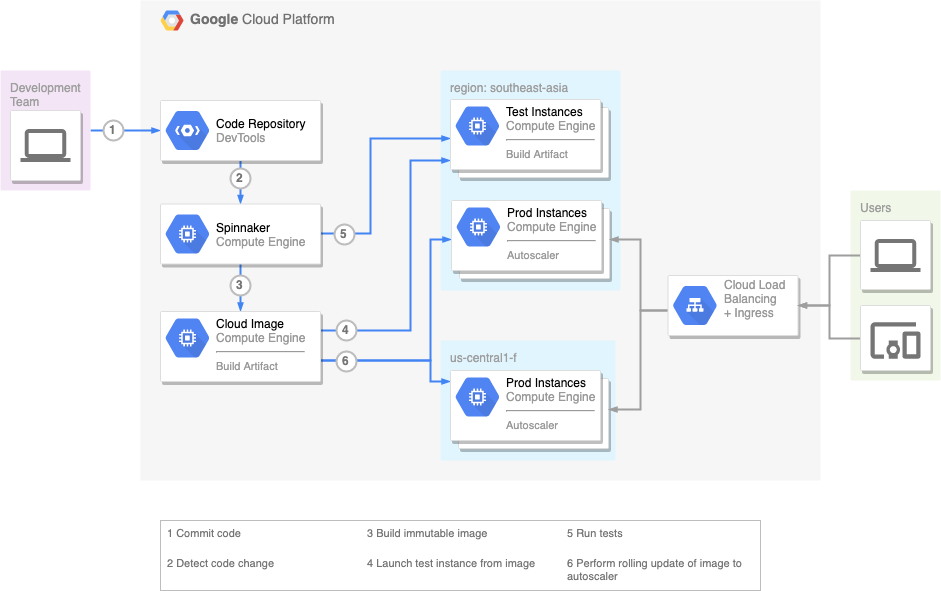 Google Cloud Platform
Development
Team
1
Code Repository
DevTools
2
Spinnaker
Compute Engine
5
3
Cloud Image
Compute Engine
Build Artifact
4
6
region: southeast-asia
Test Instances
Compute Engine
Build Artifact
Prod Instances
Compute Engine
Autoscaler
us-central1-f
Prod Instances
Compute Engine
Autoscaler
Cloud Load
Balancing
+ Ingress
Users
1 Commit code
3 Build immutable image
5 Run tests
2 Detect code change
4 Launch test instance from image
6 Perform rolling update of image to
autoscaler